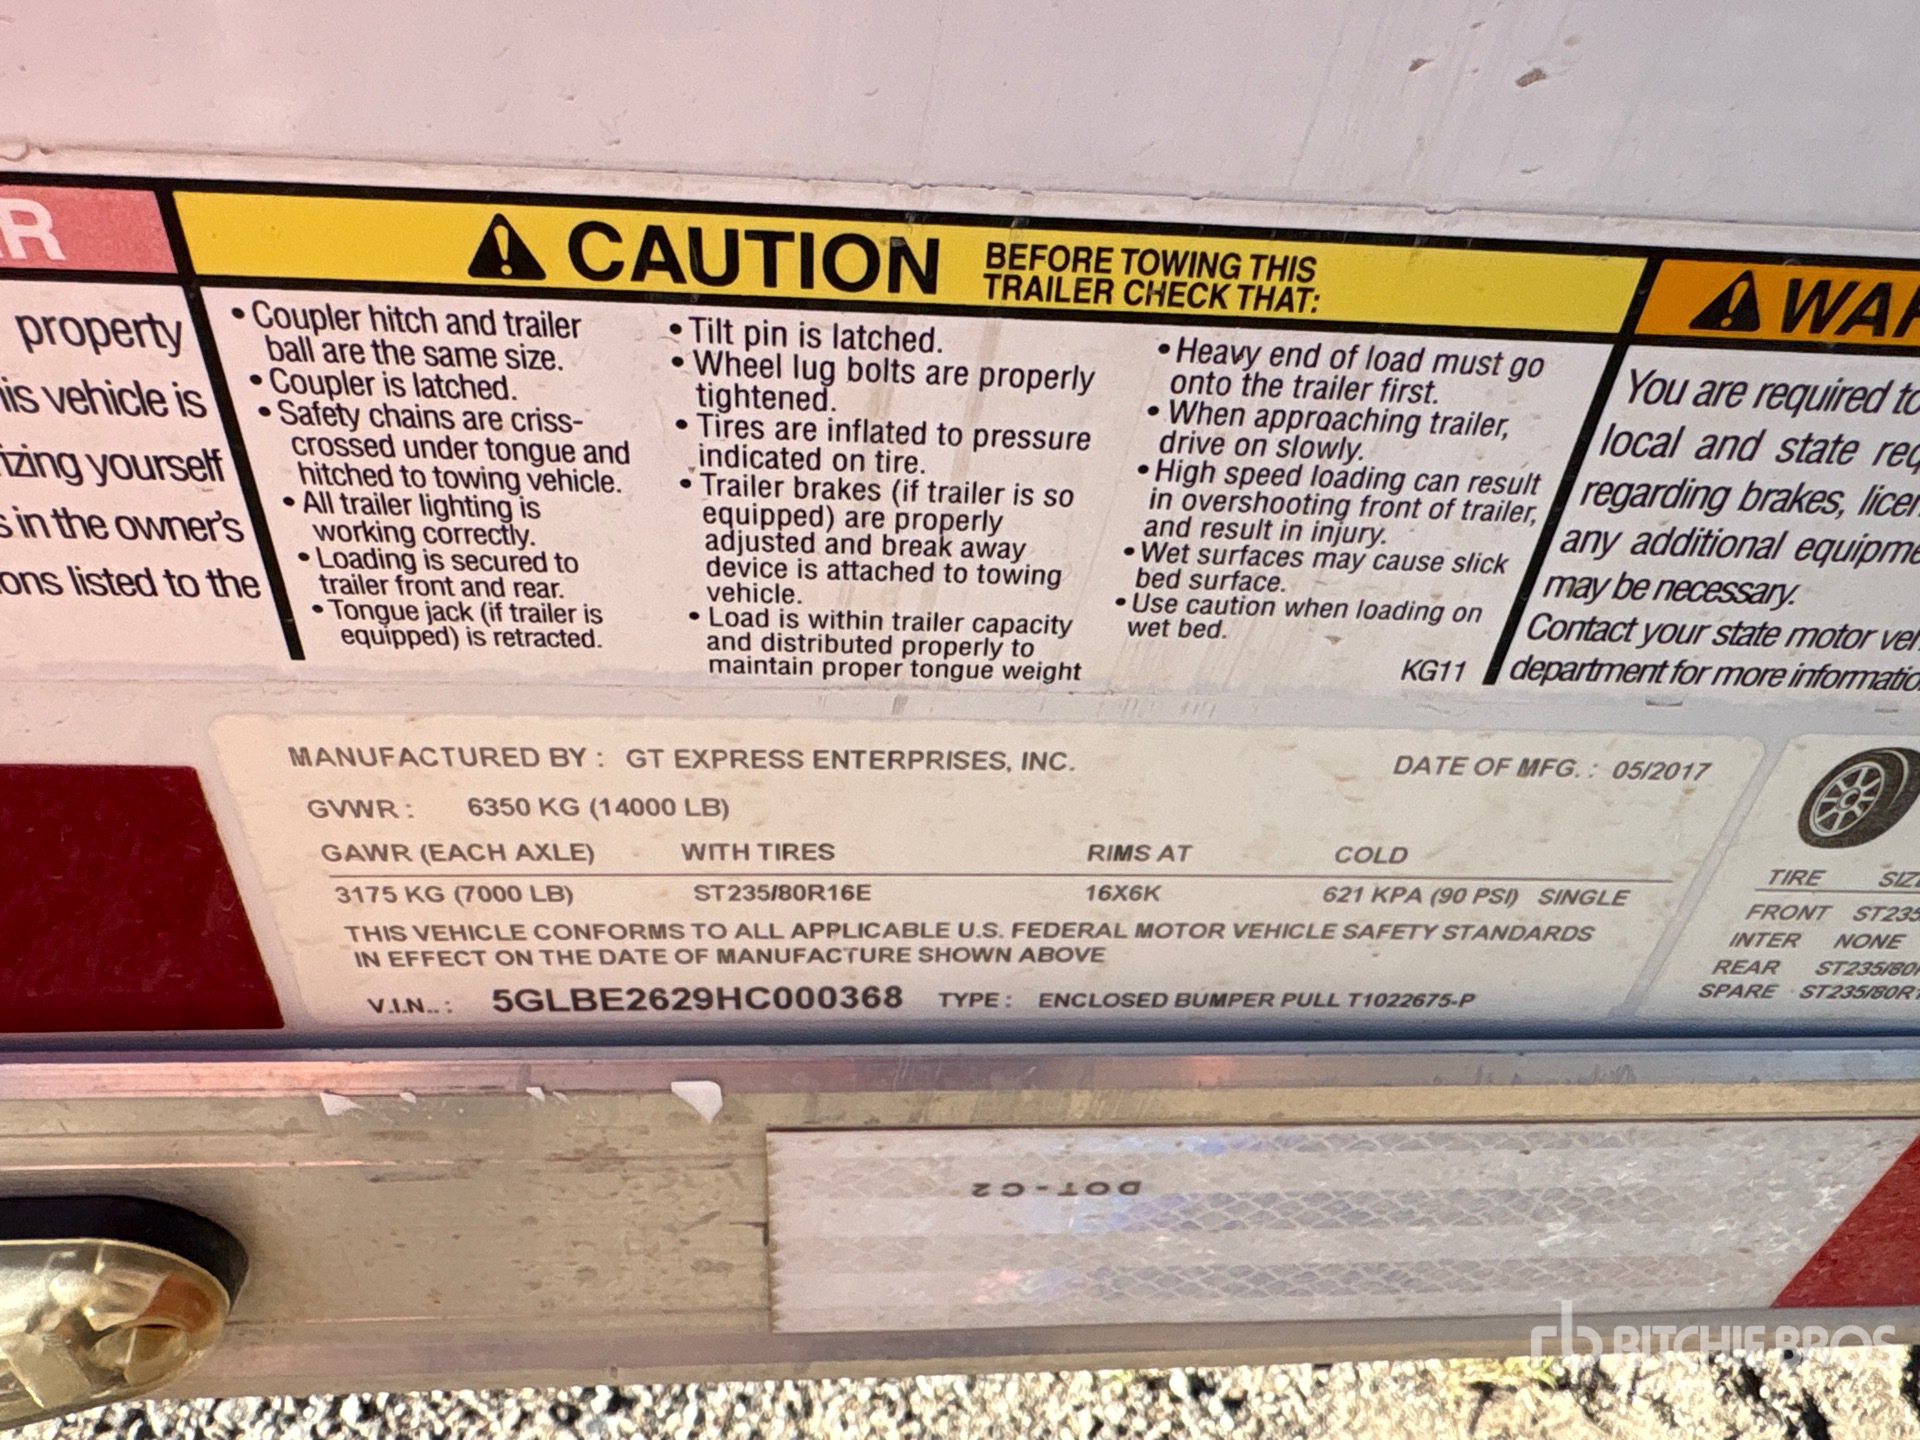 R
property
his vehicle is
izing yourself
s in the owner's
ons listed to the
CAUTION BEFORE TOWING THIS
TRAILER CHECK THAT:
• Coupler hitch and trailer
ball are the same size.
• Coupler is latched.
• Safety chains are criss-
crossed under tongue and
hitched to towing vehicle.
• All trailer lighting is
working correctly.
• Loading is secured to
trailer front and rear.
• Tongue jack (if trailer is
equipped) is retracted.
• Tilt pin is latched.
• Wheel lug bolts are properly
tightened.
• Tires are inflated to pressure
indicated on tire.
• Trailer brakes (if trailer is so
equipped) are properly
adjusted and break away
device is attached to towing
vehicle.
• Load is within trailer capacity
and distributed properly to
maintain proper tongue weight
• Heavy end of load must go
onto the trailer first.
• When approaching trailer,
drive on slowly.
• High speed loading can result
in overshooting front of trailer,
and result in injury.
• Wet surfaces may cause slick
bed surface.
• Use caution when loading on
wet bed.
KG11
WAR
You are required to
local and state req
regarding brakes, licen
any additional equipme
may be necessary.
Contact your state motor veh
department for more informatio
MANUFACTURED BY : GT EXPRESS ENTERPRISES, INC. DATE OF MFG. : 05/2017
GVWR : 6350 KG (14000 LB)
GAWR (EACH AXLE) WITH TIRES RIMS AT COLD
3175 KG (7000 LB) ST235/80R16E 16X6K 621 KPA (90 PSI) SINGLE
THIS VEHICLE CONFORMS TO ALL APPLICABLE U.S. FEDERAL MOTOR VEHICLE SAFETY STANDARDS
IN EFFECT ON THE DATE OF MANUFACTURE SHOWN ABOVE
V.I.N.. : 5GLBE2629HC000368 TYPE : ENCLOSED BUMPER PULL T1022675-P
TIRE SIZE
FRONT ST235
INTER NONE
REAR ST235/80R
SPARE ST235/80R1
DOT-C2
rb RITCHIE BROS